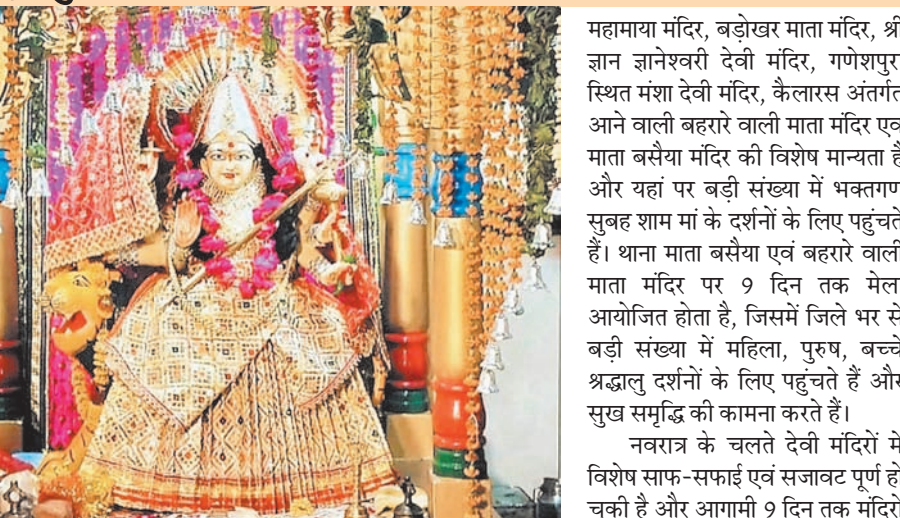 महामाया मंदिर, बड़ोखर माता मंदिर, श्री
ज्ञान ज्ञानेश्वरी देवी मंदिर, गणेशपुरा
स्थित मंशा देवी मंदिर, कैलारस अंतर्गत
आने वाली बहरारे वाली माता मंदिर एवं
माता बसैया मंदिर की विशेष मान्यता है
और यहां पर बड़ी संख्या में भक्तगण
सुबह शाम मां के दर्शनों के लिए पहुंचते
हैं। थाना माता बसैया एवं बहरारे वाली
माता मंदिर पर 9 दिन तक मेला
आयोजित होता है, जिसमें जिले भर से
बड़ी संख्या में महिला, पुरुष, बच्चे
श्रद्धालु दर्शनों के लिए पहुंचते हैं और
सुख समृद्धि की कामना करते हैं।
नवरात्र के चलते देवी मंदिरों में
विशेष साफ-सफाई एवं सजावट पूर्ण हो
चुकी है और आगामी 9 दिन तक मंदिरों